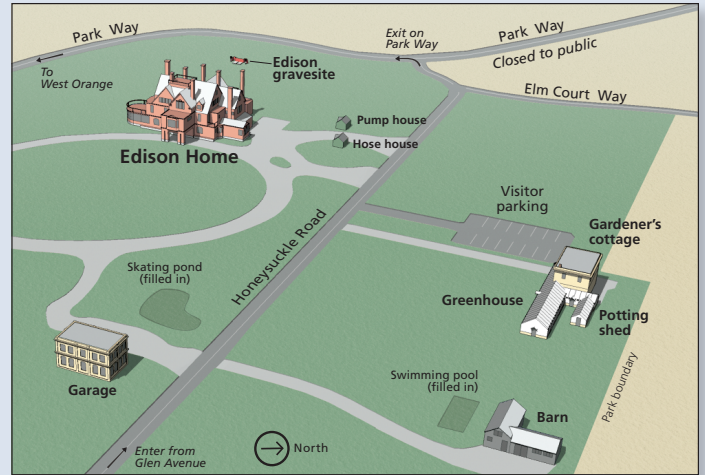 Park Way
Exit on
Park Way
Park Way
Closed to public
To
West Orange
Edison
gravesite
Elm Court Way
Pump house
Hose house
Edison Home
Visitor
parking
Gardener's
cottage
Honeysuckle Road
Skating pond
(filled in)
Greenhouse
Potting
shed
Garage
Swimming pool
(filled in)
Park boundary
Barn
Enter from
Glen Avenue
North